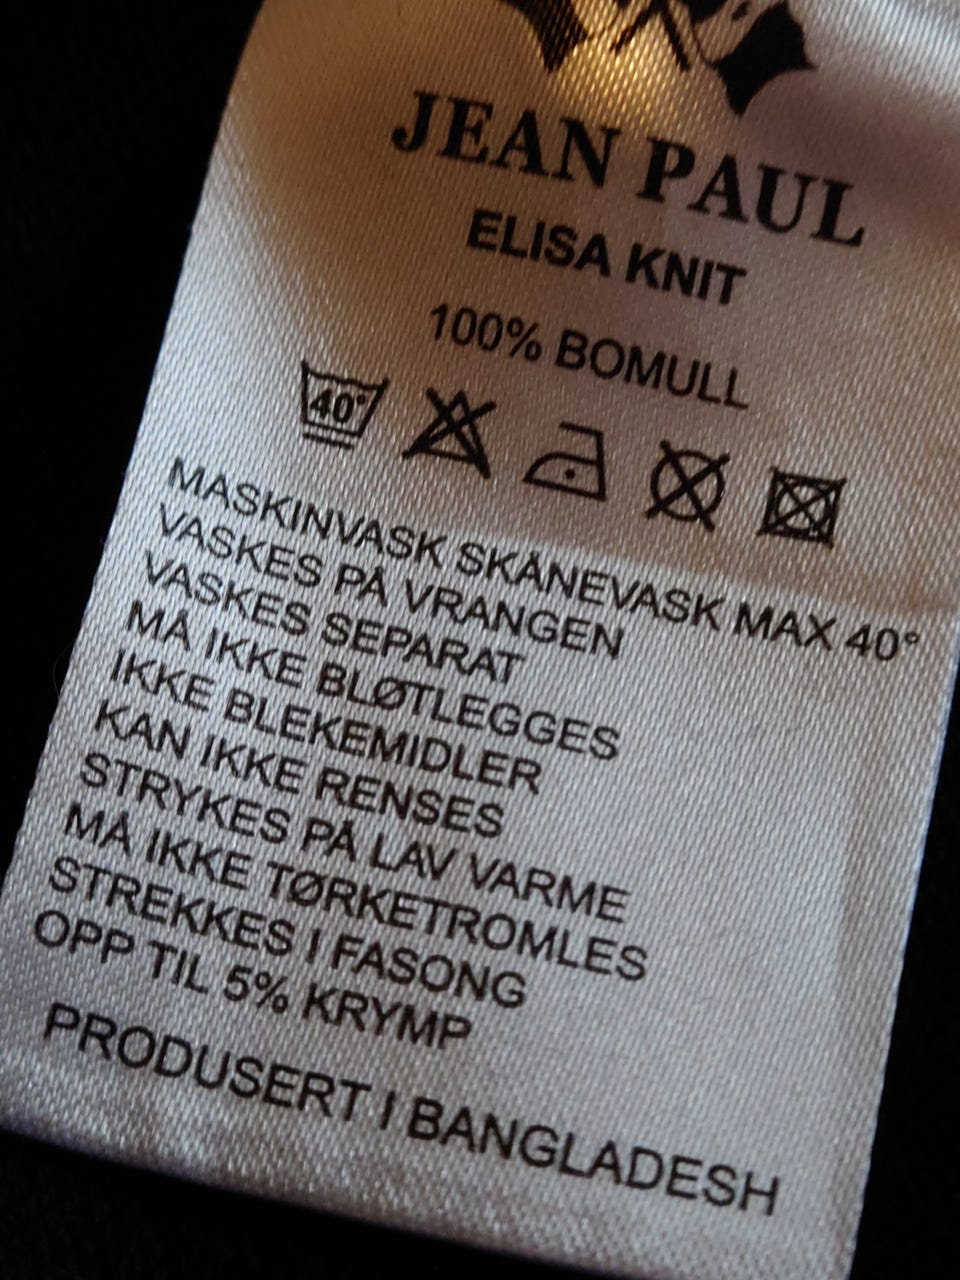 JEAN PAUL
ELISA KNIT
100% BOMULL
40°
MASKINVASK SKÅNEVASK MAX 40°
VASKES PÅ VRANGEN
VASKES SEPARAT
MÅ IKKE BLØTLEGGES
IKKE BLEKEMIDLER
KAN IKKE RENSES
STRYKES PÅ LAV VARME
MÅ IKKE TØRKETROMLES
STREKKES I FASONG
OPP TIL 5% KRYMP
PRODUSERT I BANGLADESH